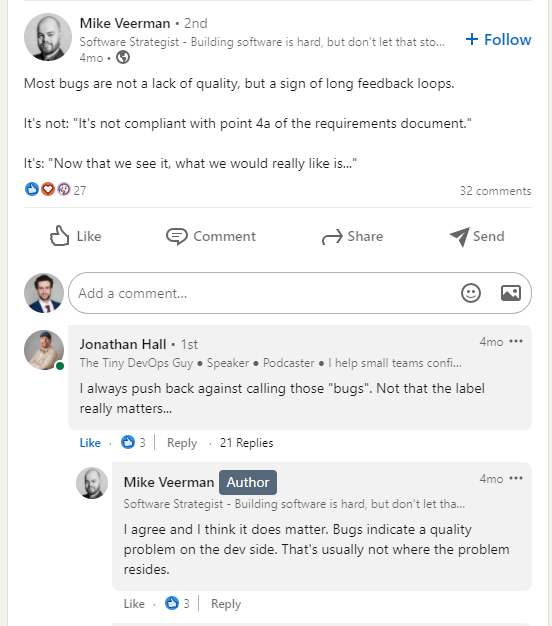 Mike Veerman • 2nd
Software Strategist - Building software is hard, but don't let that sto...
4mo •
+ Follow
Most bugs are not a lack of quality, but a sign of long feedback loops.
It's not: "It's not compliant with point 4a of the requirements document."
It's: "Now that we see it, what we would really like is..."
27
32 comments
Like
Comment
Share
Send
Add a comment...
Jonathan Hall • 1st
4mo •••
The Tiny DevOps Guy ● Speaker ● Podcaster ● I help small teams confi...
I always push back against calling those "bugs". Not that the label
really matters...
Like · 3 | Reply · 21 Replies
Mike Veerman Author
4mo •••
Software Strategist - Building software is hard, but don't let tha...
I agree and I think it does matter. Bugs indicate a quality
problem on the dev side. That's usually not where the problem
resides.
Like · 3 | Reply